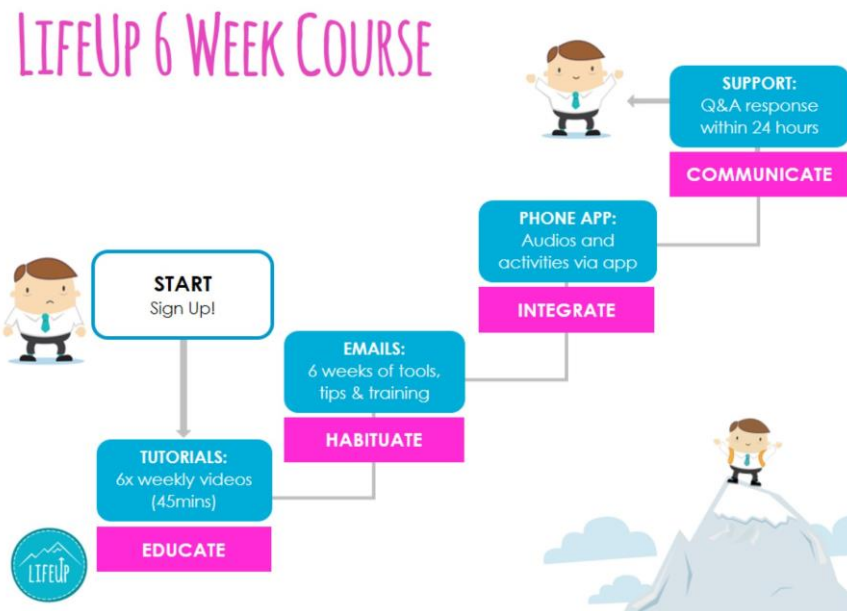 LIFEUP 6 WEEK COURSE
SUPPORT:
Q&A response
within 24 hours
COMMUNICATE
PHONE APP:
Audios and
activities via app
INTEGRATE
START
Sign Up!
EMAILS:
6 weeks of tools,
tips & training
HABITUATE
TUTORIALS:
6x weekly videos
(45mins)
EDUCATE
LIFEUP